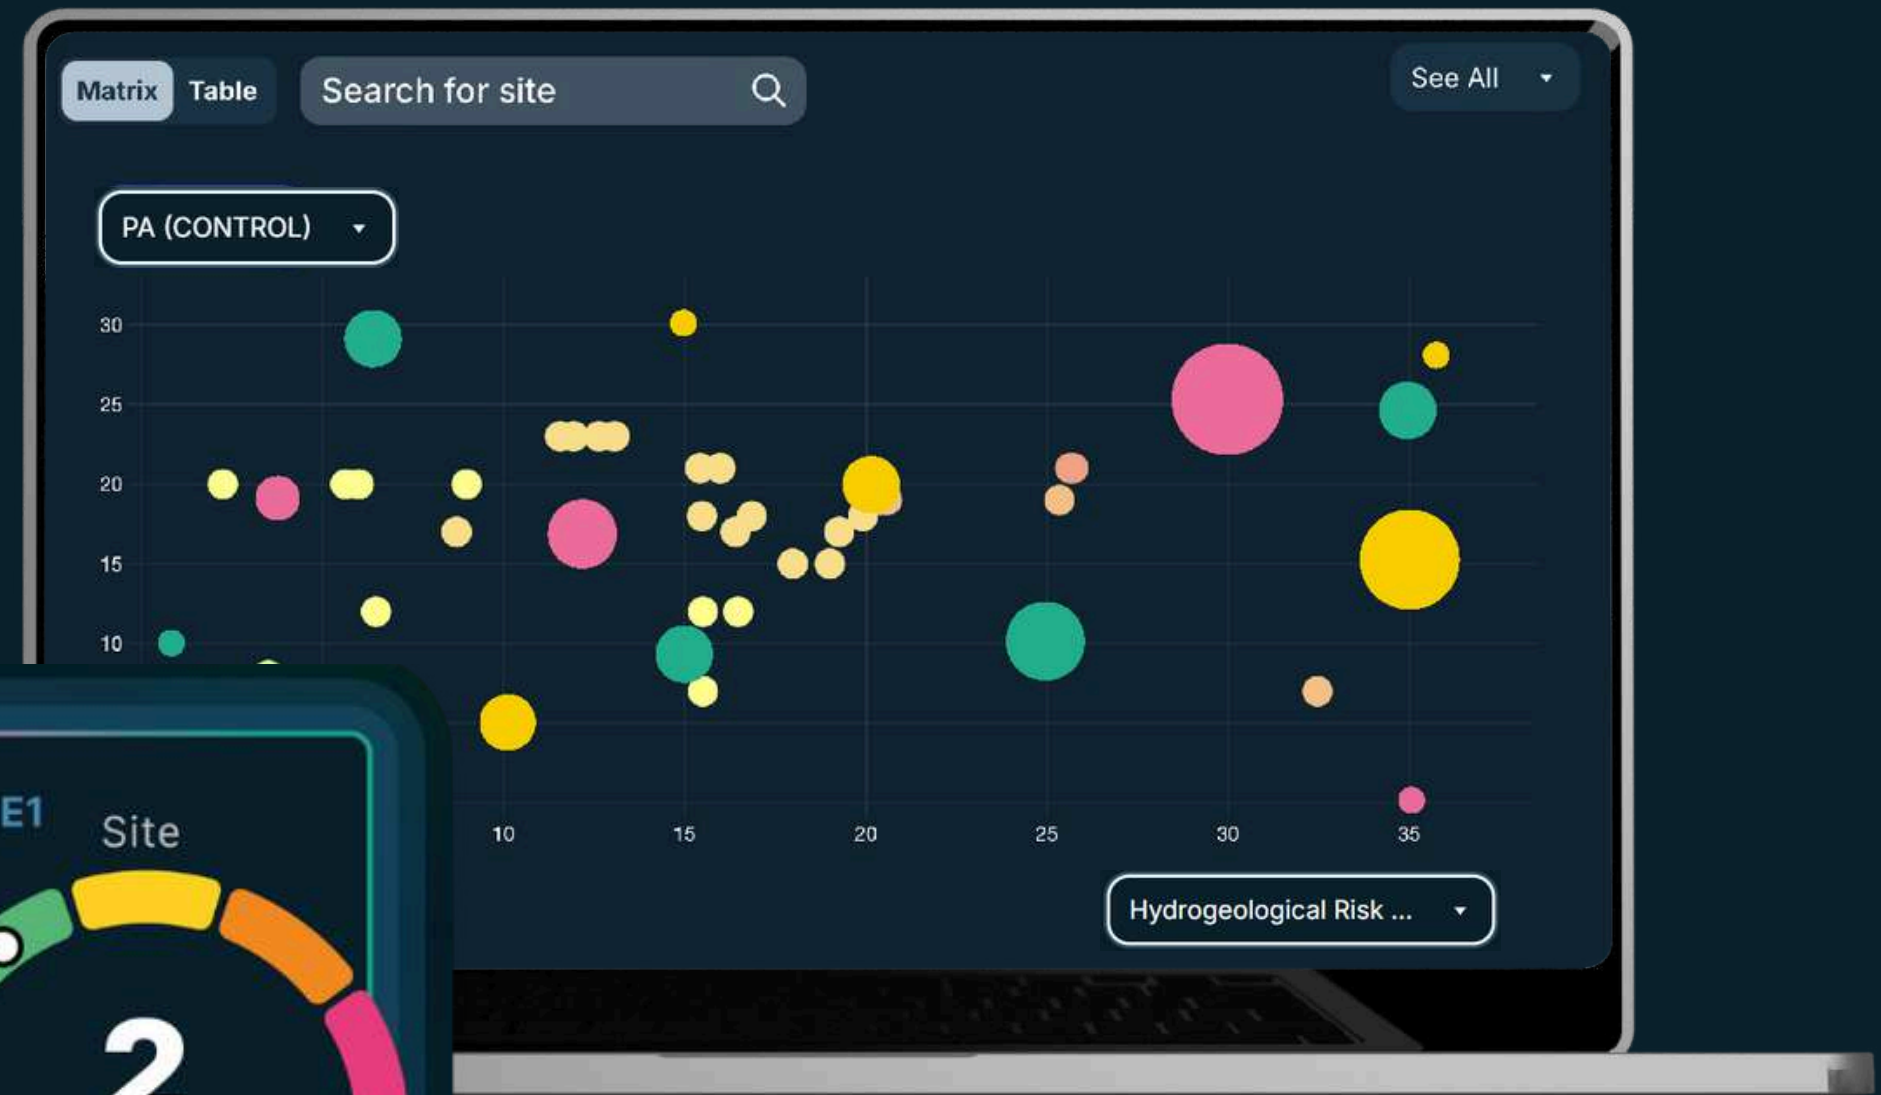 Matrix Table Search for site See All
PA (CONTROL)
30
25
20
15
10
10 15 20 25 30 35
Hydrogeological Risk ...
E1 Site
2